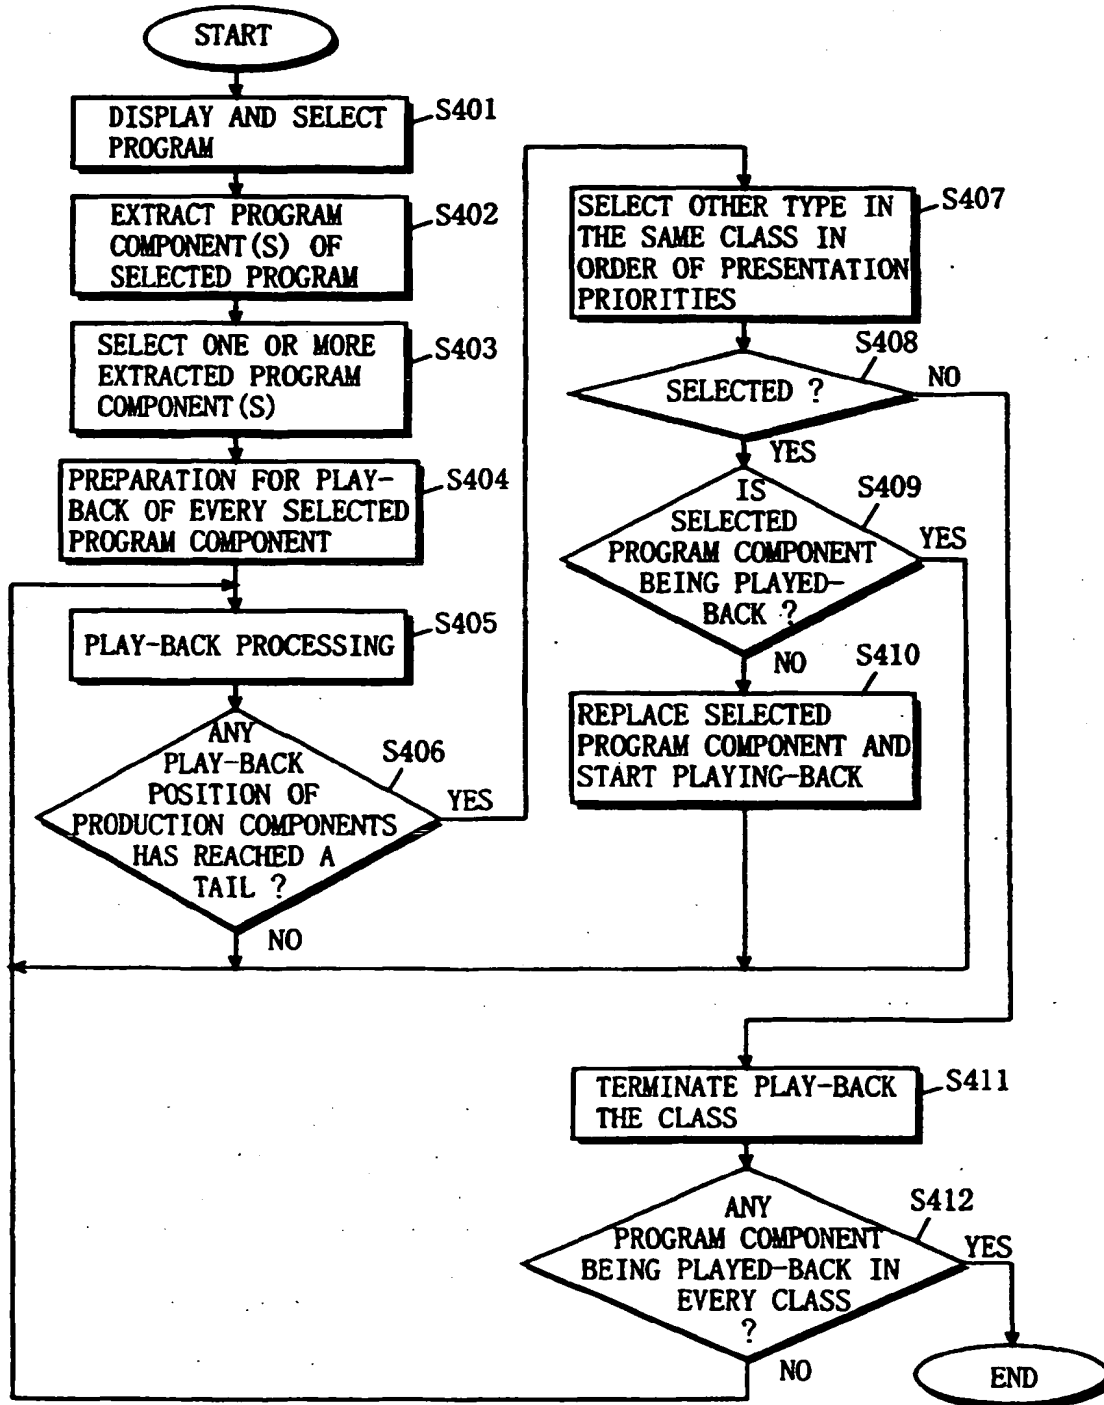 START
DISPLAY AND SELECT
PROGRAM
S401
EXTRACT PROGRAM
COMPONENT(S) OF
SELECTED PROGRAM
S402
SELECT ONE OR MORE
EXTRACTED PROGRAM
COMPONENT(S)
S403
PREPARATION FOR PLAY-
BACK OF EVERY SELECTED
PROGRAM COMPONENT
S404
PLAY-BACK PROCESSING
S405
ANY
PLAY-BACK
POSITION OF
PRODUCTION COMPONENTS
HAS REACHED A
TAIL ?
S406
YES
NO
SELECT OTHER TYPE IN
THE SAME CLASS IN
ORDER OF PRESENTATION
PRIORITIES
S407
SELECTED ?
S408
NO
YES
IS
SELECTED
PROGRAM COMPONENT
BEING PLAYED-
BACK ?
S409
YES
NO
REPLACE SELECTED
PROGRAM COMPONENT AND
START PLAYING-BACK
S410
TERMINATE PLAY-BACK
THE CLASS
S411
ANY
PROGRAM COMPONENT
BEING PLAYED-BACK IN
EVERY CLASS
?
S412
YES
NO
END